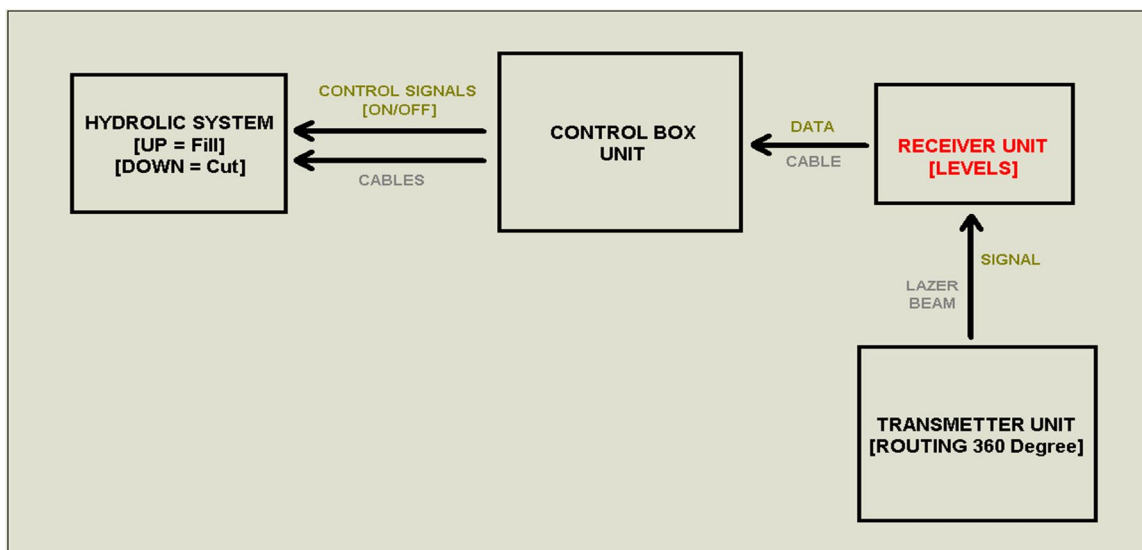 HYDROLIC SYSTEM
[UP = Fill]
[DOWN = Cut]
CONTROL SIGNALS
[ON/OFF]
CABLES
CONTROL BOX
UNIT
DATA
CABLE
RECEIVER UNIT
[LEVELS]
SIGNAL
LAZER
BEAM
TRANSMETTER UNIT
[ROUTING 360 Degree]